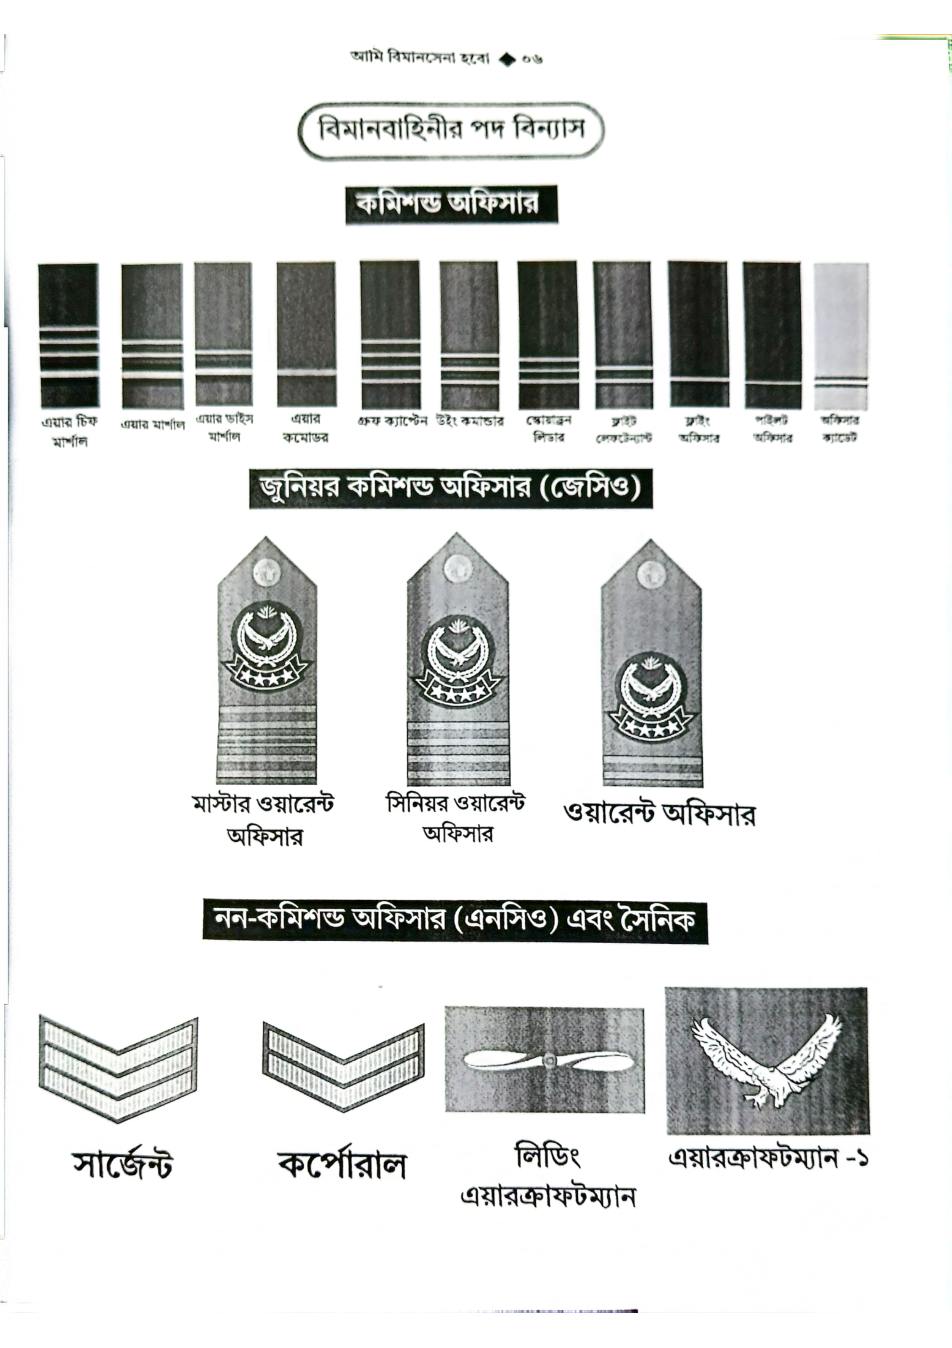 আমি বিমানসেনা হবো ◆ ০৬
বিমানবাহিনীর পদ বিন্যাস
কমিশন্ড অফিসার
এয়ার চিফ মার্শাল
এয়ার মার্শাল
এয়ার ভাইস মার্শাল
এয়ার কমোডর
গ্রুফ ক্যাপ্টেন
উইং কমান্ডার
স্কোয়াড্রন লিডার
ফ্লাইট লেফটেন্যান্ট
ফ্লাইং অফিসার
পাইলট অফিসার
অফিসার ক্যাডেট
জুনিয়র কমিশন্ড অফিসার (জেসিও)
মাস্টার ওয়ারেন্ট অফিসার
সিনিয়র ওয়ারেন্ট অফিসার
ওয়ারেন্ট অফিসার
নন-কমিশন্ড অফিসার (এনসিও) এবং সৈনিক
সার্জেন্ট
কর্পোরাল
লিডিং এয়ারক্রাফটম্যান
এয়ারক্রাফটম্যান -১